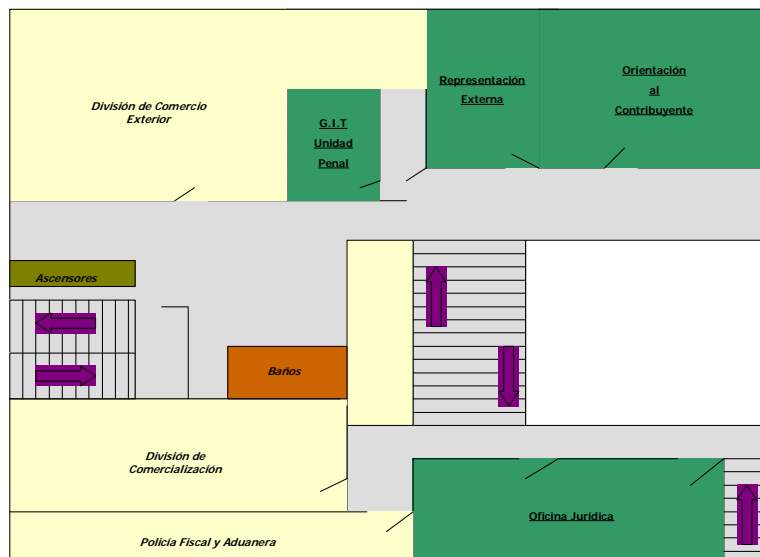 División de Comercio
Exterior
G.I.T
Unidad
Penal
Representación
Externa
Orientación
al
Contribuyente
Ascensores
Baños
División de
Comercialización
Policía Fiscal y Aduanera
Oficina Jurídica